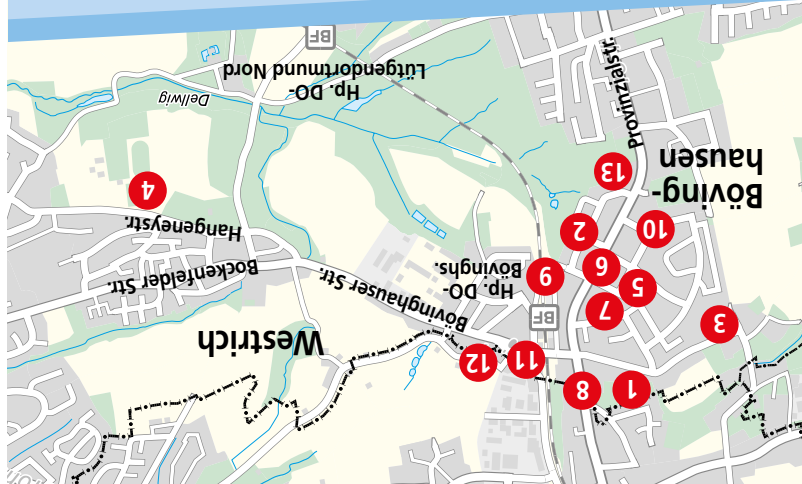 1
8
11
12
Westrich
3
7
BF
Bövinghauser Str.
5
Hp. DO-
Bövinghs.
9
6
Bockenfelder Str.
10
2
Hangeneystr.
Böving-
hausen
4
13
Provinzialstr.
Dellwig
Hp. DO-
Lütgendortmund Nord
BF